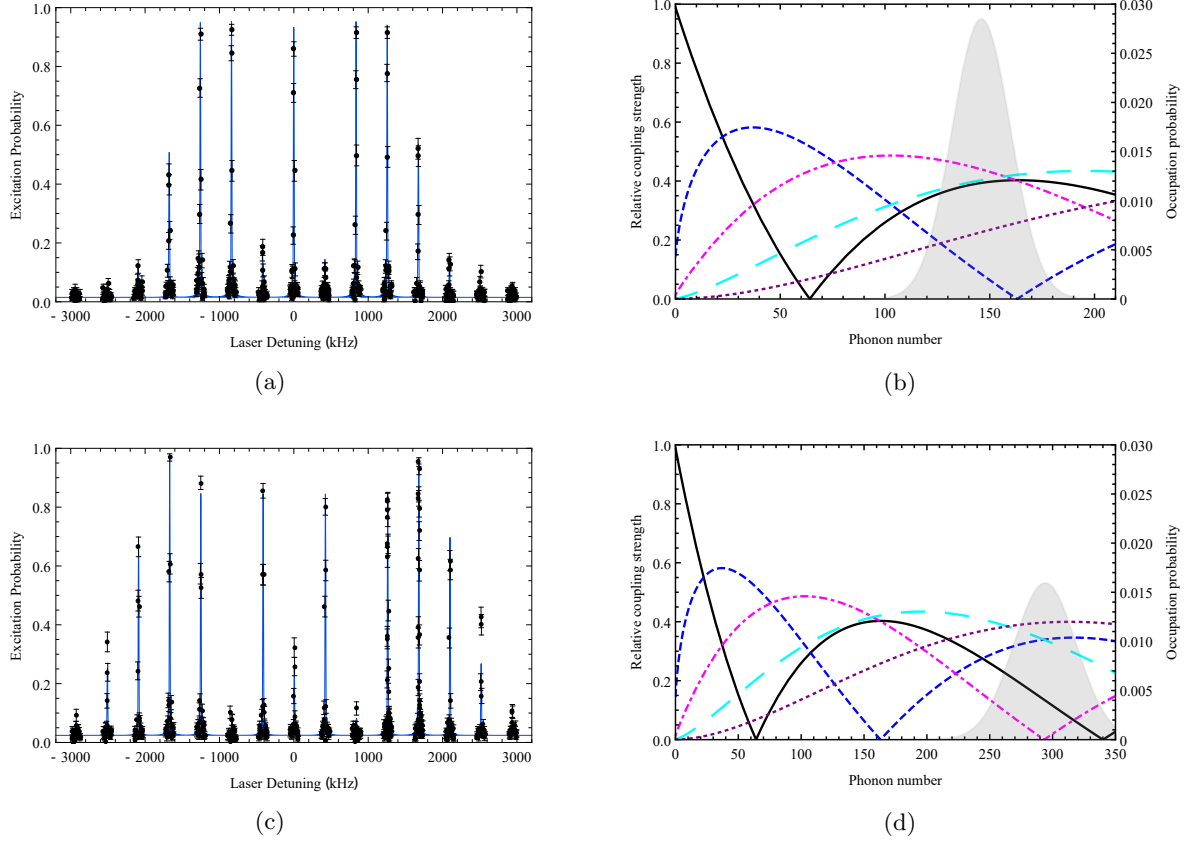 1.0
0.8
0.6
0.4
0.2
0.0
Excitation Probability
- 3000 - 2000 - 1000 0 1000 2000 3000
Laser Detuning (kHz)
(a)
1.0
0.8
0.6
0.4
0.2
0.0
Relative coupling strength
0.030
0.025
0.020
0.015
0.010
0.005
0
Occupation probability
0 50 100 150 200
Phonon number
(b)
1.0
0.8
0.6
0.4
0.2
0.0
Excitation Probability
- 3000 - 2000 - 1000 0 1000 2000 3000
Laser Detuning (kHz)
(c)
1.0
0.8
0.6
0.4
0.2
0.0
Relative coupling strength
0.030
0.025
0.020
0.015
0.010
0.005
0
Occupation probability
0 50 100 150 200 250 300 350
Phonon number
(d)